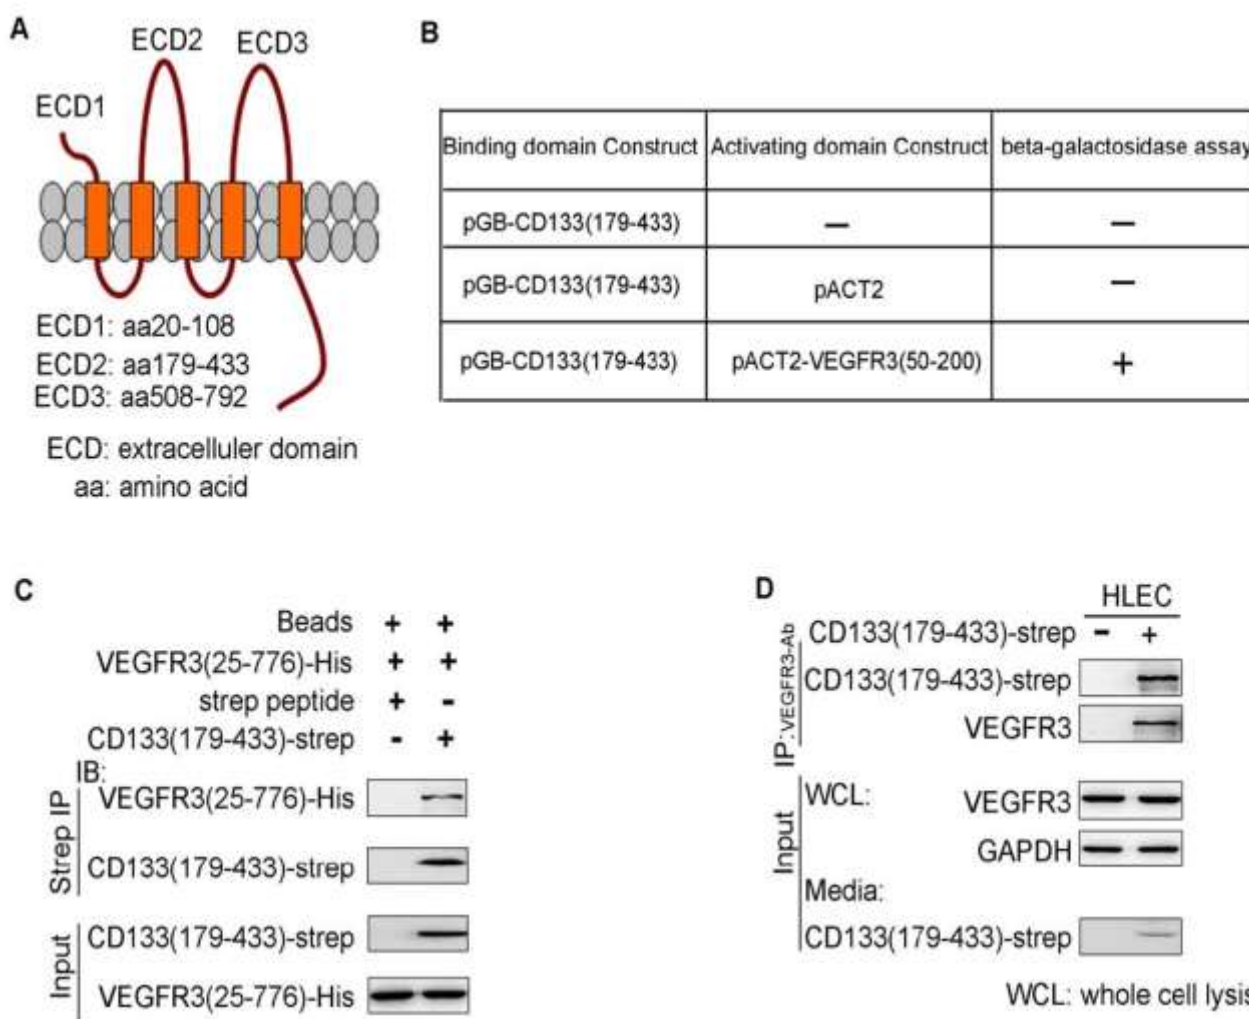 A
ECD2
ECD3
ECD1
ECD1: aa20-108
ECD2: aa179-433
ECD3: aa508-792
ECD: extracelluler domain
aa: amino acid
B
Binding domain Construct Activating domain Construct beta-galactosidase assay
pGB-CD133(179-433) – –
pGB-CD133(179-433) pACT2 –
pGB-CD133(179-433) pACT2-VEGFR3(50-200) +
C
Beads + +
VEGFR3(25-776)-His + +
strep peptide + -
CD133(179-433)-strep - +
IB:
Strep IP
VEGFR3(25-776)-His
CD133(179-433)-strep
Input
CD133(179-433)-strep
VEGFR3(25-776)-His
D
HLEC
CD133(179-433)-strep - +
IP:VEGFR3-Ab
CD133(179-433)-strep
VEGFR3
Input
WCL:
VEGFR3
GAPDH
Media:
CD133(179-433)-strep
WCL: whole cell lysis